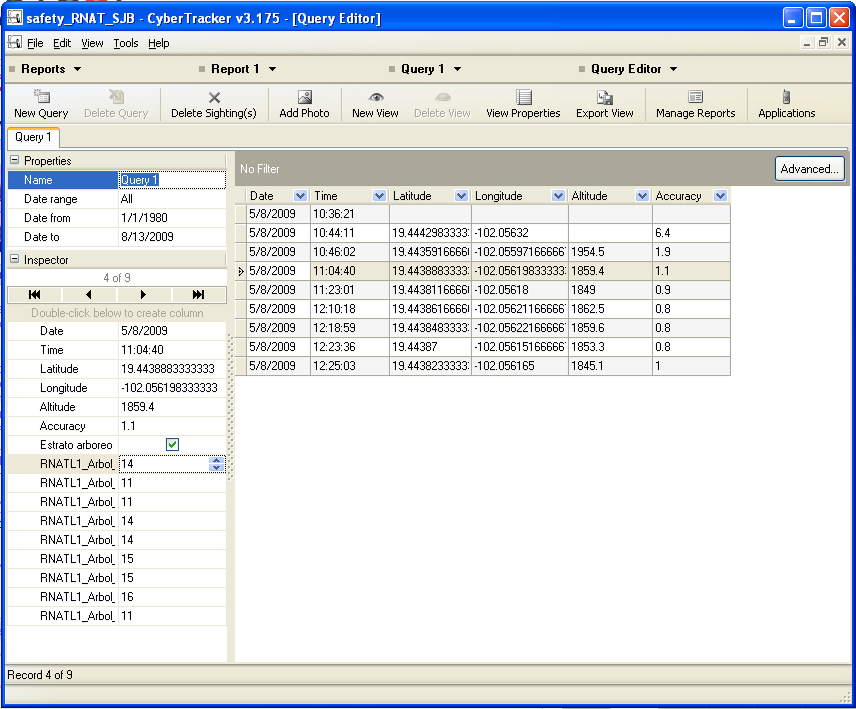 safety_RNAT_SJB - CyberTracker v3.175 - [Query Editor]
File Edit View Tools Help
Reports Report 1 Query 1 Query Editor
New Query Delete Query Delete Sighting(s) Add Photo New View Delete View View Properties Export View Manage Reports Applications
Query 1
Properties
Name Query 1
Date range All
Date from 1/1/1980
Date to 8/13/2009
Inspector
4 of 9
Double-click below to create column
Date 5/8/2009
Time 11:04:40
Latitude 19.4438883333333
Longitude -102.056198333333
Altitude 1859.4
Accuracy 1.1
Estrato arboreo
RNATL1_Arbol_ 14
RNATL1_Arbol_ 11
RNATL1_Arbol_ 11
RNATL1_Arbol_ 14
RNATL1_Arbol_ 14
RNATL1_Arbol_ 15
RNATL1_Arbol_ 15
RNATL1_Arbol_ 16
RNATL1_Arbol_ 11
No Filter Advanced...
Date Time Latitude Longitude Altitude Accuracy
5/8/2009 10:36:21
5/8/2009 10:44:11 19.4442983333 -102.05632 6.4
5/8/2009 10:46:02 19.444359166666 -102.05597166666 1954.5 1.9
5/8/2009 11:04:40 19.4438883333 -102.05619833333 1859.4 1.1
5/8/2009 11:23:01 19.4438116666 -102.05618 1849 0.9
5/8/2009 12:10:18 19.4438616666 -102.05621166666 1862.5 0.8
5/8/2009 12:18:59 19.4438483333 -102.05622166666 1859.6 0.8
5/8/2009 12:23:36 19.44387 -102.05615166666 1853.3 0.8
5/8/2009 12:25:03 19.4438233333 -102.056165 1845.1 1
Record 4 of 9